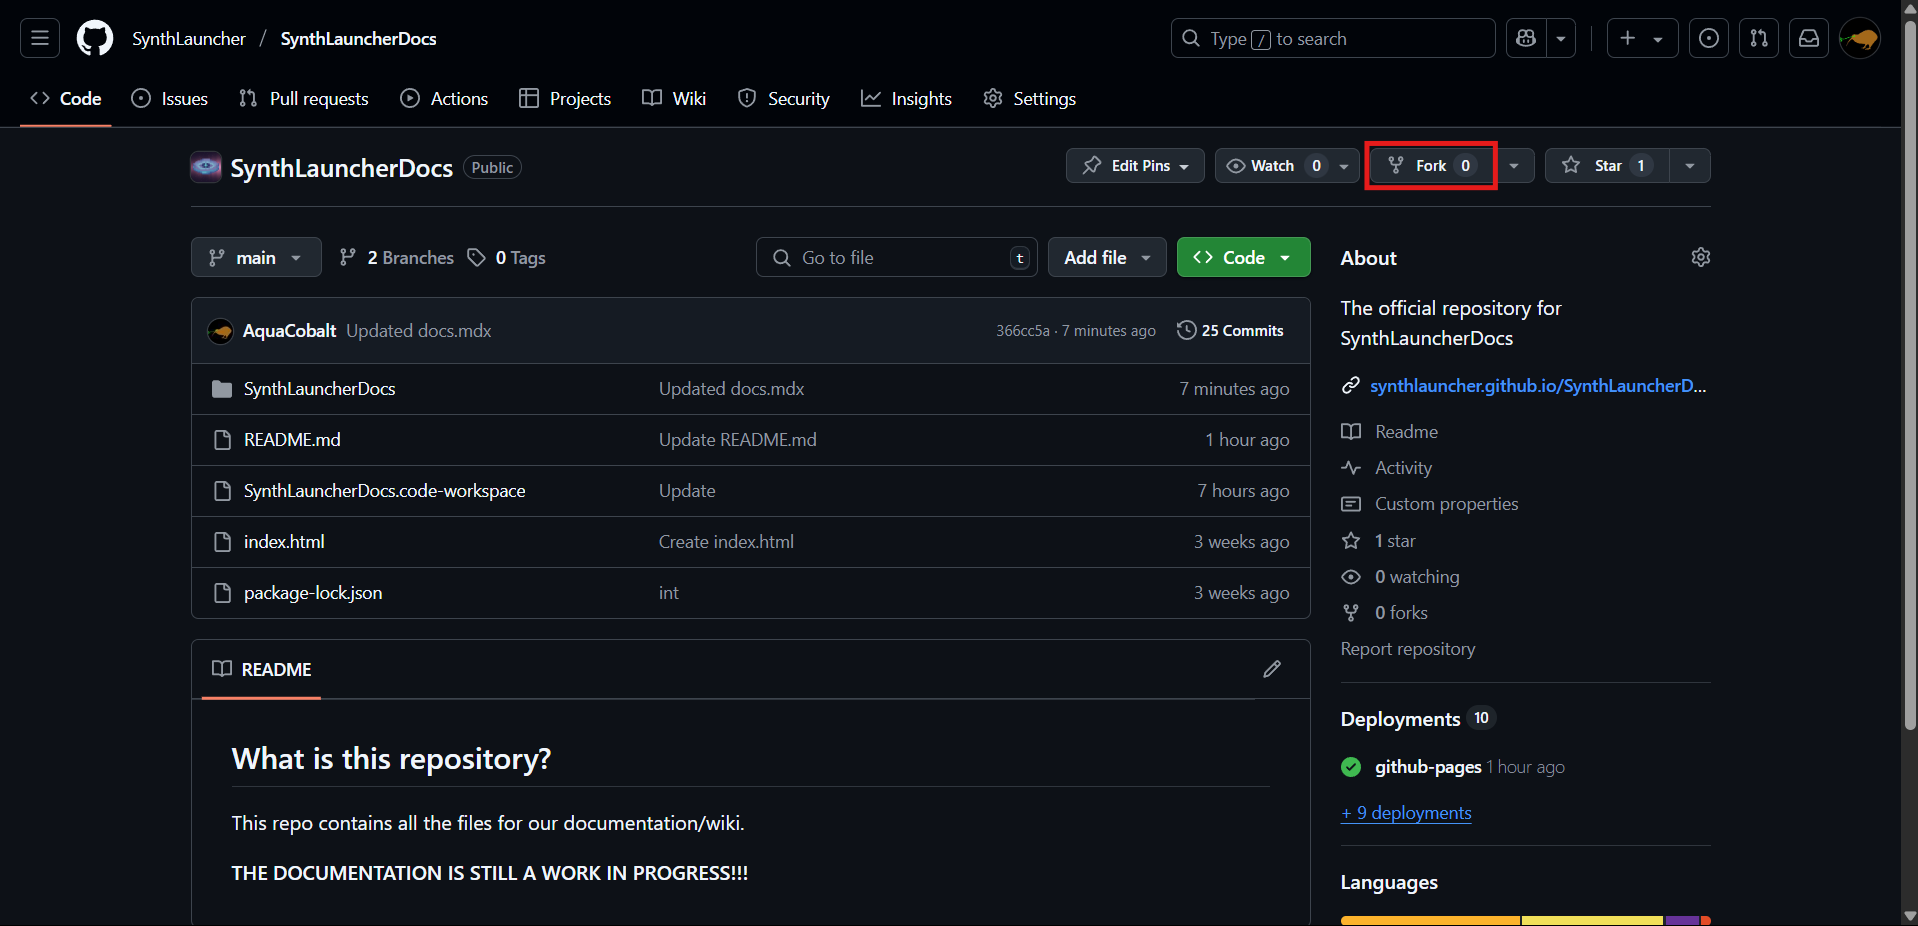 SynthLauncher / SynthLauncherDocs
Type / to search
Code Issues Pull requests Actions Projects Wiki Security Insights Settings
SynthLauncherDocs Public
Edit Pins Watch 0 Fork 0 Star 1
main 2 Branches 0 Tags
Go to file t Add file Code
AquaCobalt Updated docs.mdx 366cc5a · 7 minutes ago 25 Commits
SynthLauncherDocs Updated docs.mdx 7 minutes ago
README.md Update README.md 1 hour ago
SynthLauncherDocs.code-workspace Update 7 hours ago
index.html Create index.html 3 weeks ago
package-lock.json int 3 weeks ago
README
What is this repository?
This repo contains all the files for our documentation/wiki.
THE DOCUMENTATION IS STILL A WORK IN PROGRESS!!!
About
The official repository for
SynthLauncherDocs
synthlauncher.github.io/SynthLauncherD...
Readme
Activity
Custom properties
1 star
0 watching
0 forks
Report repository
Deployments 10
github-pages 1 hour ago
+ 9 deployments
Languages